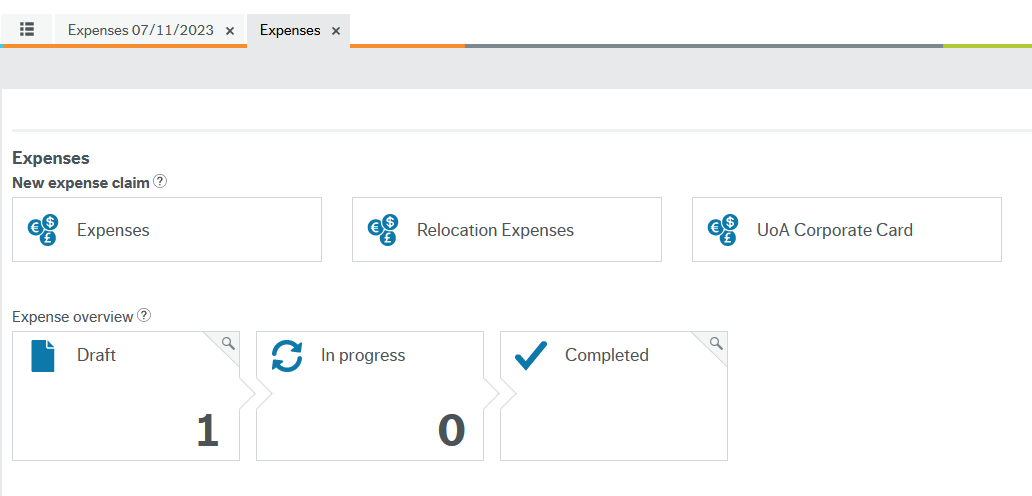 Expenses 07/11/2023 × Expenses ×
Expenses
New expense claim ?
€ $ £ Expenses
€ $ £ Relocation Expenses
€ $ £ UoA Corporate Card
Expense overview ?
Draft
1
In progress
0
Completed